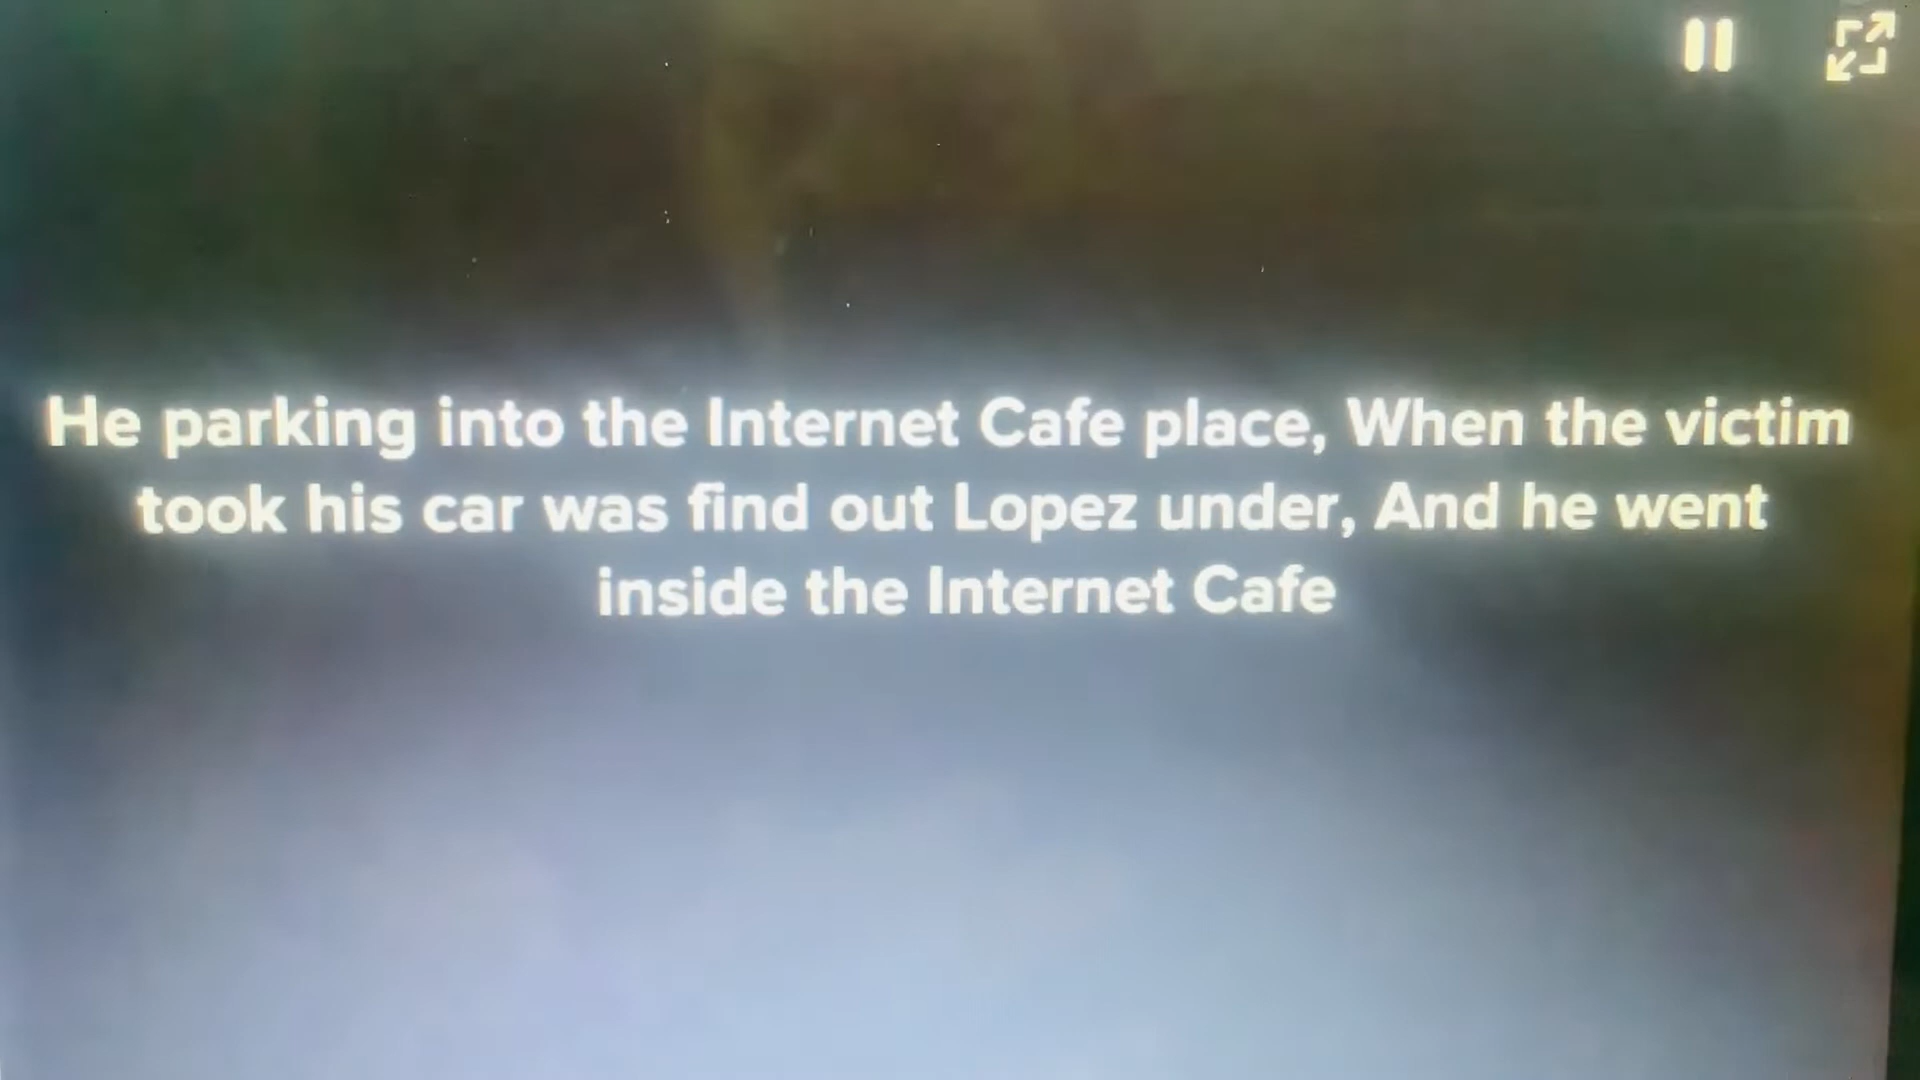 He parking into the Internet Cafe place, When the victim
took his car was find out Lopez under, And he went
inside the Internet Cafe